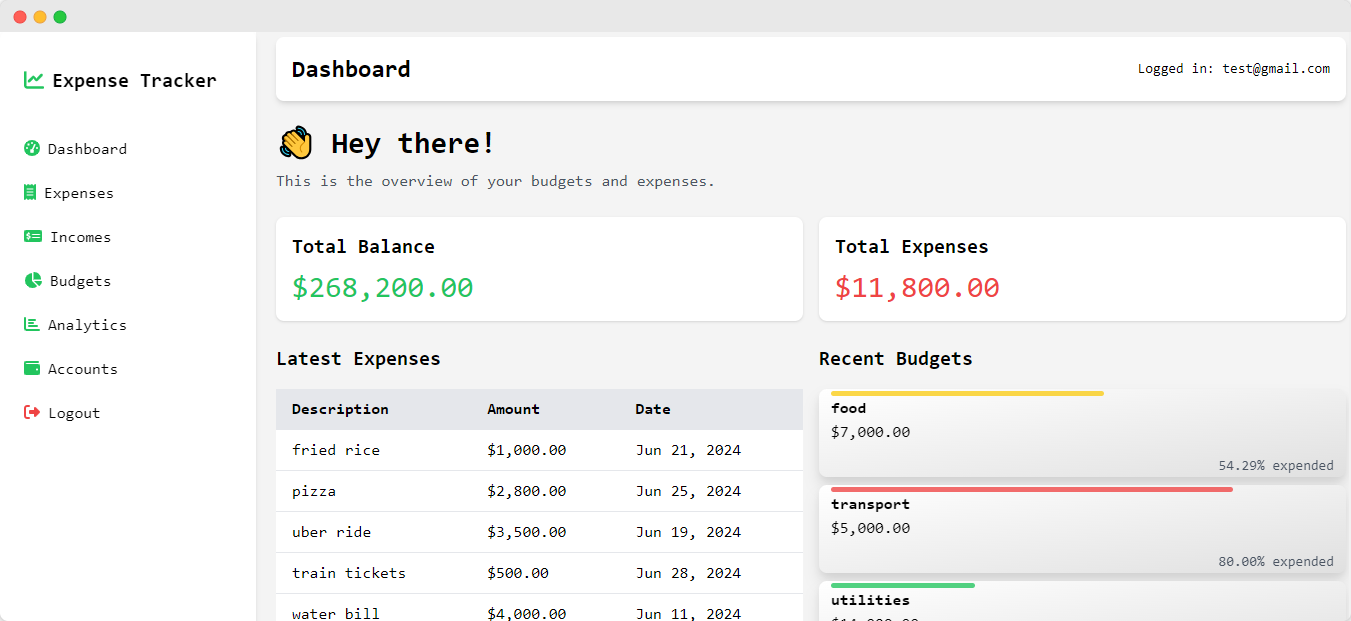 Expense Tracker
Dashboard
Expenses
Incomes
Budgets
Analytics
Accounts
Logout
Dashboard
Logged in: test@gmail.com
Hey there!
This is the overview of your budgets and expenses.
Total Balance
$268,200.00
Total Expenses
$11,800.00
Latest Expenses
Description Amount Date
fried rice $1,000.00 Jun 21, 2024
pizza $2,800.00 Jun 25, 2024
uber ride $3,500.00 Jun 19, 2024
train tickets $500.00 Jun 28, 2024
water bill $4,000.00 Jun 11, 2024
Recent Budgets
food
$7,000.00
54.29% expended
transport
$5,000.00
80.00% expended
utilities